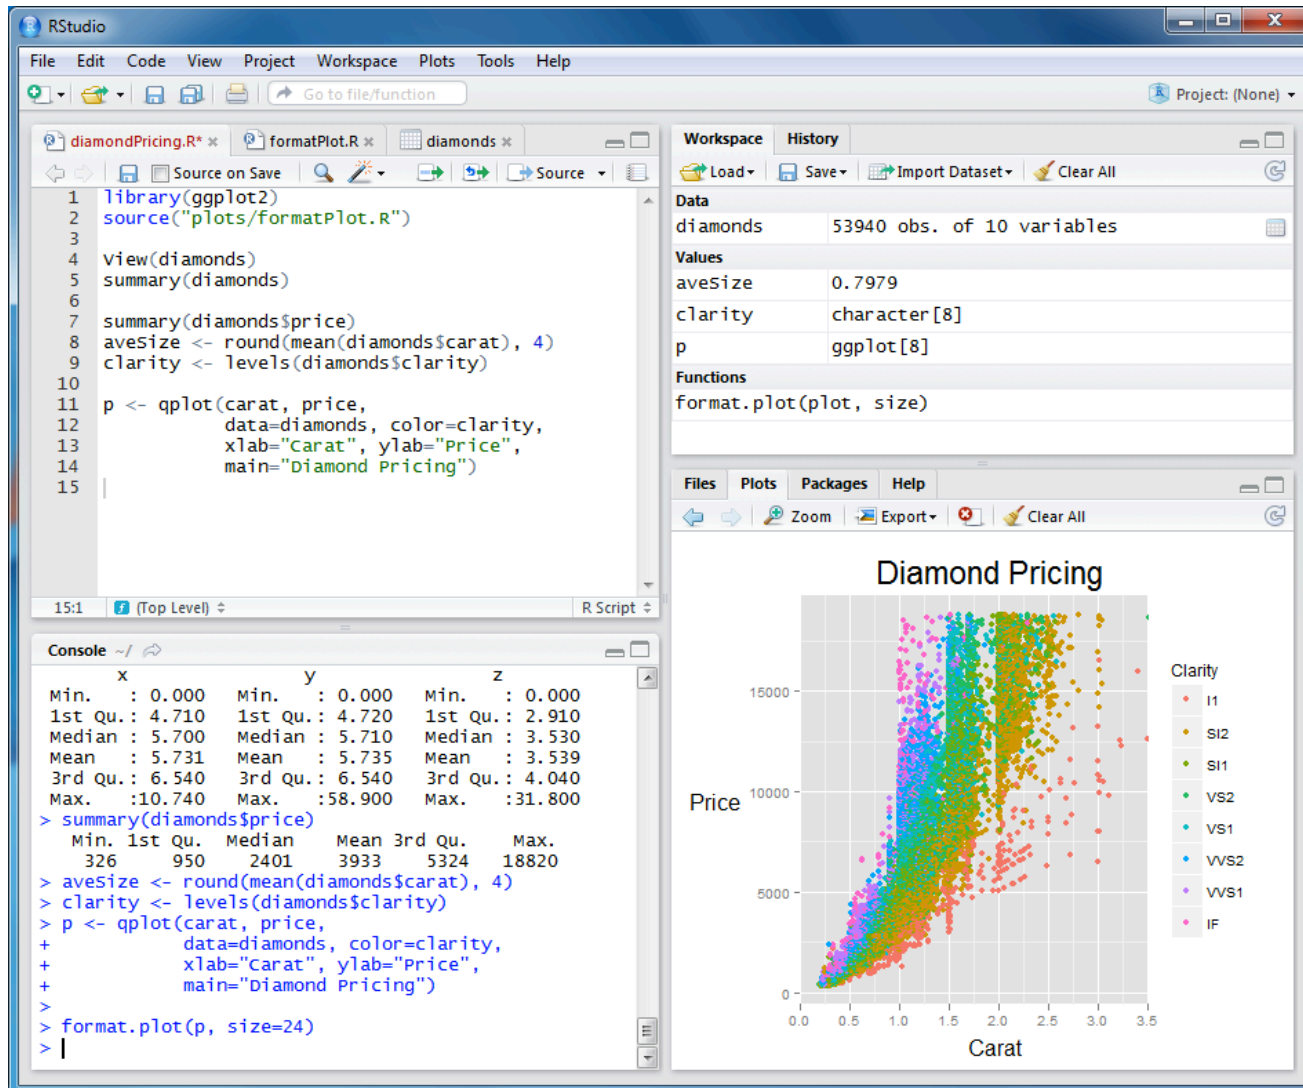 RStudio
File Edit Code View Project Workspace Plots Tools Help
Go to file/function
Project: (None)
diamondPricing.R* formatPlot.R diamonds
Source on Save Source
1 library(ggplot2)
2 source("plots/formatPlot.R")
3
4 View(diamonds)
5 summary(diamonds)
6
7 summary(diamonds$price)
8 aveSize <- round(mean(diamonds$carat), 4)
9 clarity <- levels(diamonds$clarity)
10
11 p <- qplot(carat, price,
12 data=diamonds, color=clarity,
13 xlab="Carat", ylab="Price",
14 main="Diamond Pricing")
15
15:1 (Top Level) R Script
Console ~/
x y z
Min. : 0.000 Min. : 0.000 Min. : 0.000
1st Qu.: 4.710 1st Qu.: 4.720 1st Qu.: 2.910
Median : 5.700 Median : 5.710 Median : 3.530
Mean : 5.731 Mean : 5.735 Mean : 3.539
3rd Qu.: 6.540 3rd Qu.: 6.540 3rd Qu.: 4.040
Max. :10.740 Max. :58.900 Max. :31.800
> summary(diamonds$price)
Min. 1st Qu. Median Mean 3rd Qu. Max.
326 950 2401 3933 5324 18820
> aveSize <- round(mean(diamonds$carat), 4)
> clarity <- levels(diamonds$clarity)
> p <- qplot(carat, price,
+ data=diamonds, color=clarity,
+ xlab="Carat", ylab="Price",
+ main="Diamond Pricing")
>
> format.plot(p, size=24)
>
Workspace History
Load Save Import Dataset Clear All
Data
diamonds 53940 obs. of 10 variables
Values
aveSize 0.7979
clarity character[8]
p ggplot[8]
Functions
format.plot(plot, size)
Files Plots Packages Help
Zoom Export Clear All
Diamond Pricing
Price
15000
10000
5000
0
0.0 0.5 1.0 1.5 2.0 2.5 3.0 3.5
Carat
Clarity
I1
SI2
SI1
VS2
VS1
VVS2
VVS1
IF